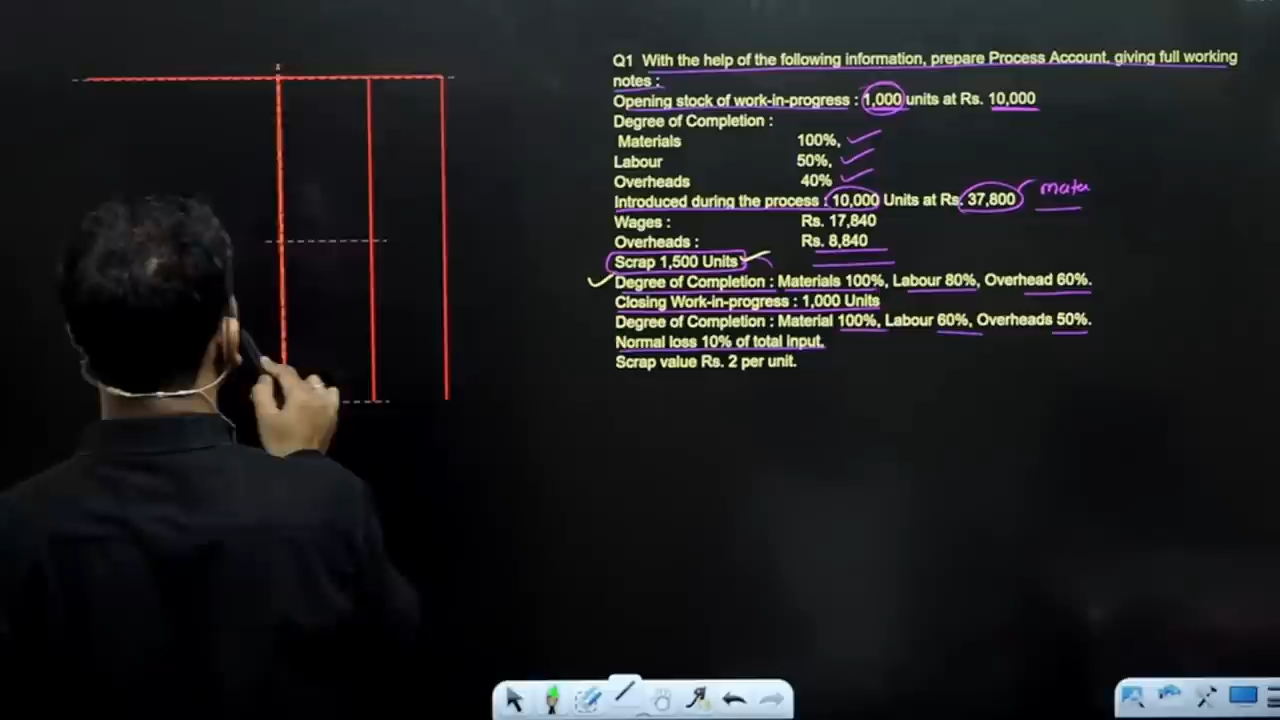 Q1 With the help of the following information, prepare Process Account, giving full working
notes :
Opening stock of work-in-progress : 1,000 units at Rs. 10,000
Degree of Completion :
Materials 100%,
Labour 50%,
Overheads 40%
Introduced during the process : 10,000 Units at Rs. 37,800 mate
Wages : Rs. 17,840
Overheads : Rs. 8,840
Scrap 1,500 Units
Degree of Completion : Materials 100%, Labour 80%, Overhead 60%.
Closing Work-in-progress : 1,000 Units
Degree of Completion : Material 100%, Labour 60%, Overheads 50%.
Normal loss 10% of total input.
Scrap value Rs. 2 per unit.